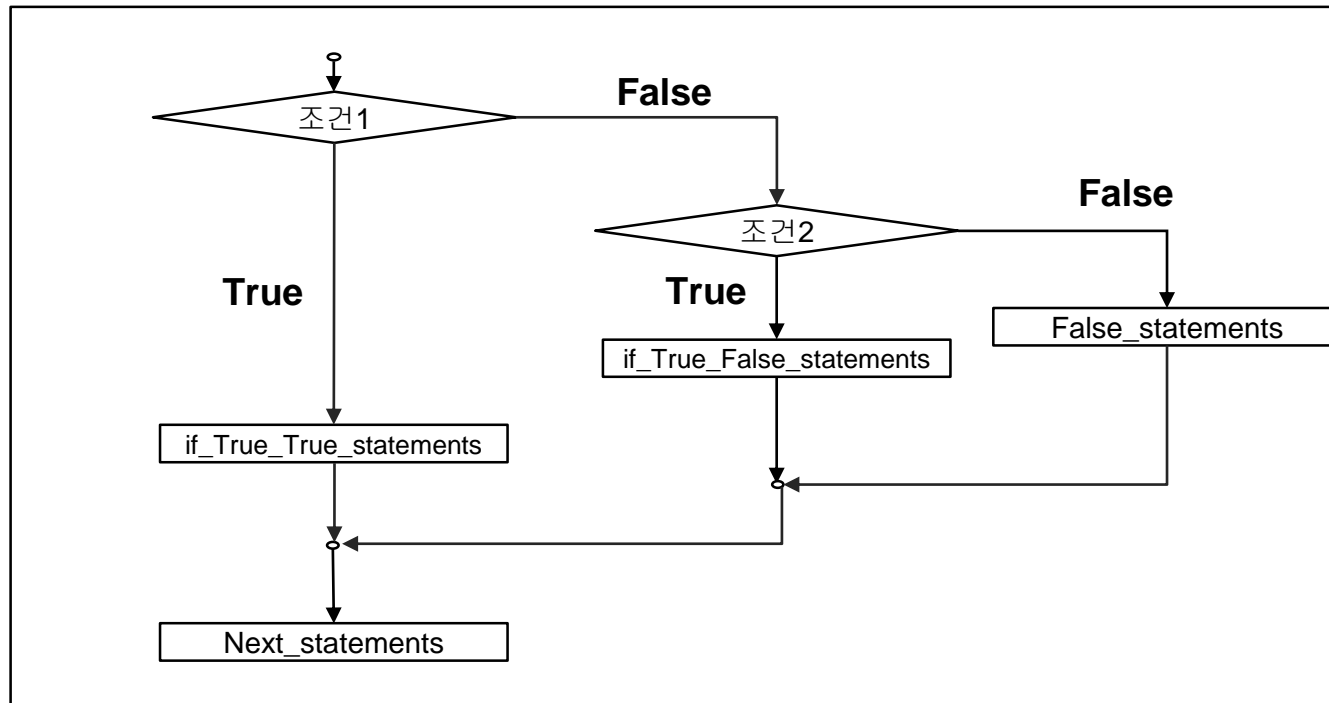 False
조건1
False
조건2
True
True
False_statements
if_True_False_statements
if_True_True_statements
Next_statements